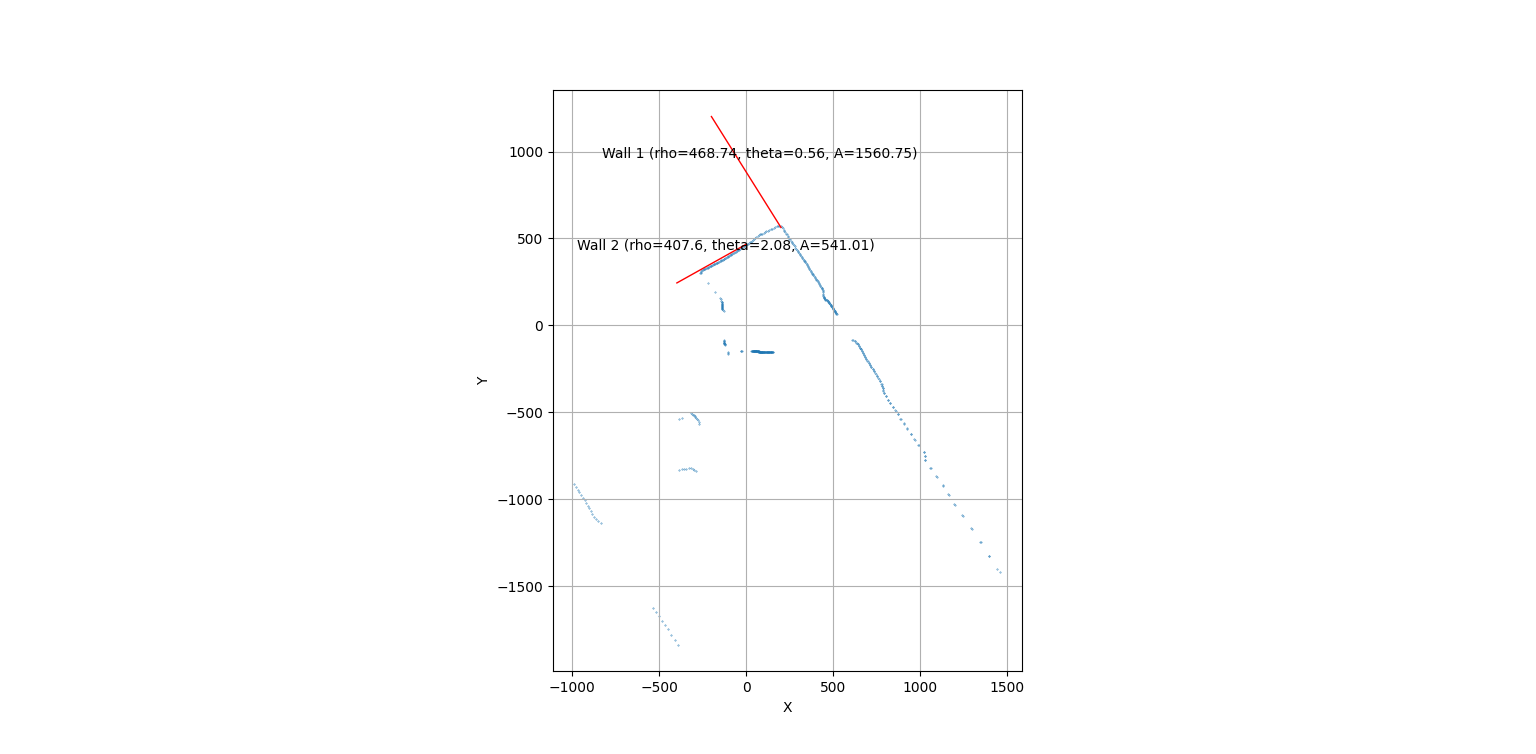 1000
Wall 1 (rho=468.74, theta=0.56, A=1560.75)
500
Wall 2 (rho=407.6, theta=2.08, A=541.01)
0
Y
−500
−1000
−1500
−1000 −500 0 500 1000 1500
X